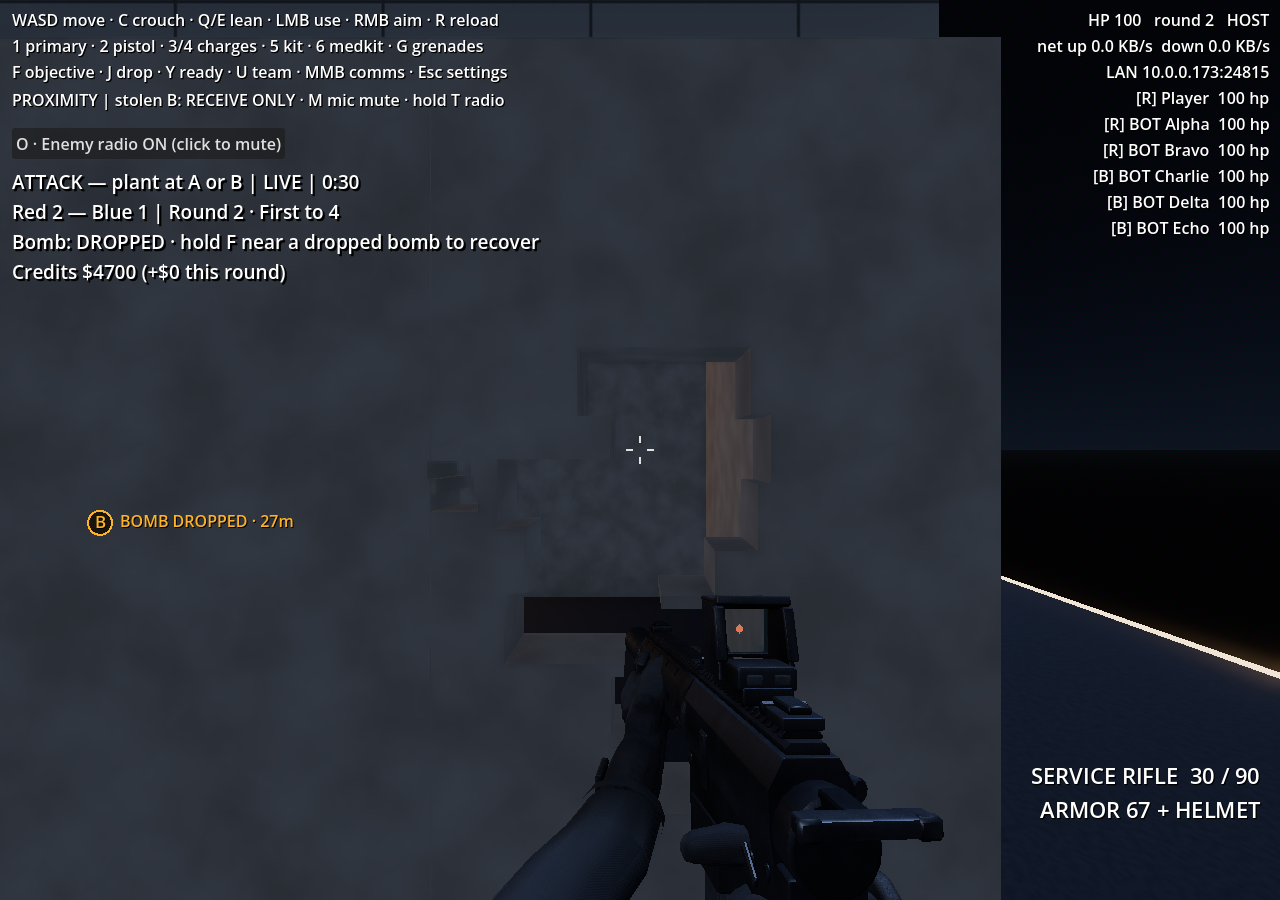 WASD move · C crouch · Q/E lean · LMB use · RMB aim · R reload
1 primary · 2 pistol · 3/4 charges · 5 kit · 6 medkit · G grenades
F objective · J drop · Y ready · U team · MMB comms · Esc settings
PROXIMITY | stolen B: RECEIVE ONLY · M mic mute · hold T radio
O · Enemy radio ON (click to mute)
ATTACK — plant at A or B | LIVE | 0:30
Red 2 — Blue 1 | Round 2 · First to 4
Bomb: DROPPED · hold F near a dropped bomb to recover
Credits $4700 (+$0 this round)
HP 100 round 2 HOST
net up 0.0 KB/s down 0.0 KB/s
LAN 10.0.0.173:24815
[R] Player 100 hp
[R] BOT Alpha 100 hp
[R] BOT Bravo 100 hp
[B] BOT Charlie 100 hp
[B] BOT Delta 100 hp
[B] BOT Echo 100 hp
B BOMB DROPPED · 27m
SERVICE RIFLE 30 / 90
ARMOR 67 + HELMET